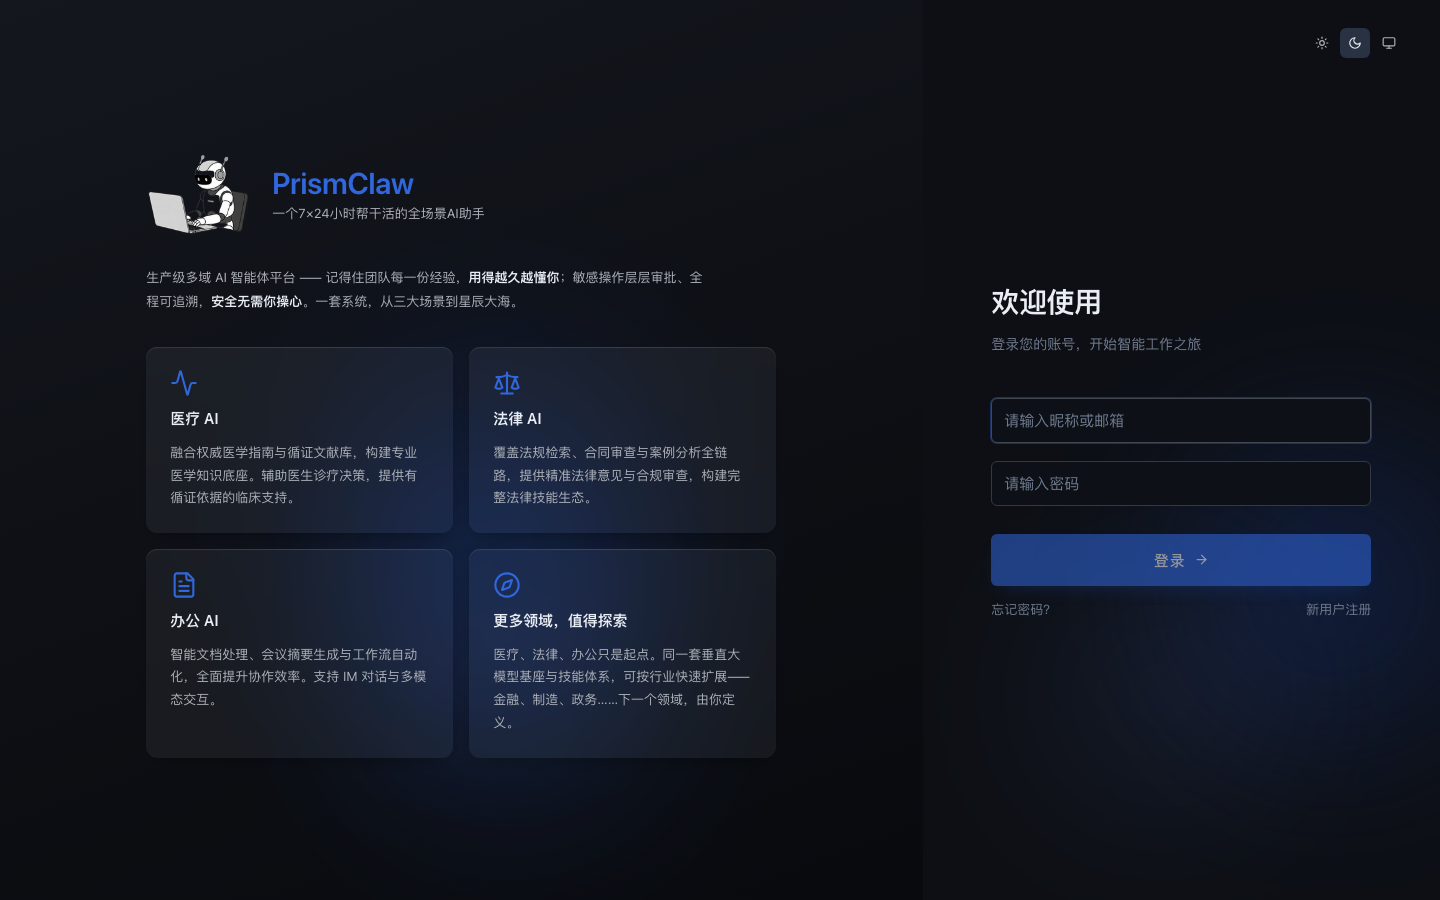 PrismClaw
一个7×24小时帮干活的全场景AI助手
生产级多域 AI 智能体平台 —— 记得住团队每一份经验，用得越久越懂你；敏感操作层层审批、全
程可追溯，安全无需你操心。一套系统，从三大场景到星辰大海。
医疗 AI
融合权威医学指南与循证文献库，构建专业
医学知识底座。辅助医生诊疗决策，提供有
循证依据的临床支持。
法律 AI
覆盖法规检索、合同审查与案例分析全链
路，提供精准法律意见与合规审查，构建完
整法律技能生态。
办公 AI
智能文档处理、会议摘要生成与工作流自动
化，全面提升协作效率。支持 IM 对话与多模
态交互。
更多领域，值得探索
医疗、法律、办公只是起点。同一套垂直大
模型基座与技能体系，可按行业快速扩展——
金融、制造、政务……下一个领域，由你定
义。
欢迎使用
登录您的账号，开始智能工作之旅
请输入昵称或邮箱
请输入密码
登录 →
忘记密码?
新用户注册